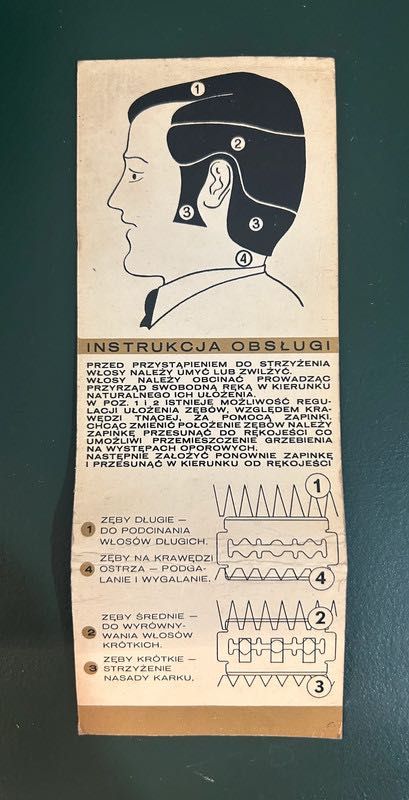 1
2
3
3
4
INSTRUKCJA OBSŁUGI
PRZED PRZYSTĄPIENIEM DO STRZYŻENIA
WŁOSY NALEŻY UMYĆ LUB ZWILŻYĆ.
WŁOSY NALEŻY OBCINAĆ PROWADZĄC
PRZYRZĄD SWOBODNĄ RĘKĄ W KIERUNKU
NATURALNEGO ICH UŁOŻENIA.
W POZ. 1 i 2 ISTNIEJĘ MOŻLIWOŚĆ REGU-
LACJI UŁOŻENIA ZĘBÓW, WZGLĘDEM KRA-
WĘDZI TNĄCEJ, ZA POMOCĄ ZAPINKI.
CHCĄC ZMIENIĆ POŁOŻENIE ZĘBÓW NALEŻY
ZAPINKĘ PRZESUNĄĆ DO RĘKOJEŚCI CO
UMOŻLIWI PRZEMIESZCZENIE GRZEBIENIA
NA WYSTĘPACH OPOROWYCH.
NASTĘPNIE ZAŁOŻYĆ PONOWNIE ZAPINKĘ
I PRZESUNĄĆ W KIERUNKU OD RĘKOJEŚCI
1
1 ZĘBY DŁUGIE —
DO PODCINANIA
WŁOSÓW DŁUGICH.
4 ZĘBY NA KRAWĘDZI
OSTRZA — PODGA-
LANIE I WYGALANIE.
4
2
2 ZĘBY ŚREDNIE —
DO WYRÓWNY-
WANIA WŁOSÓW
KRÓTKICH.
3 ZĘBY KRÓTKIE —
STRZYŻENIE
NASADY KARKU.
3